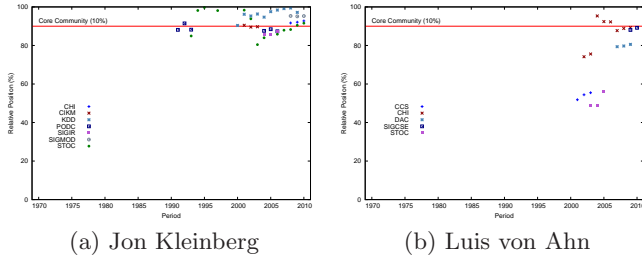 Core Community (10%)
100
80
60
40
20
0
Relative Position (%)
CHI
CIKM
KDD
PODC
SIGIR
SIGMOD
STOC
1970 1975 1980 1985 1990 1995 2000 2005 2010
Period
(a) Jon Kleinberg
Core Community (10%)
100
80
60
40
20
0
Relative Position (%)
CCS
CHI
DAC
SIGCSE
STOC
1970 1975 1980 1985 1990 1995 2000 2005 2010
Period
(b) Luis von Ahn